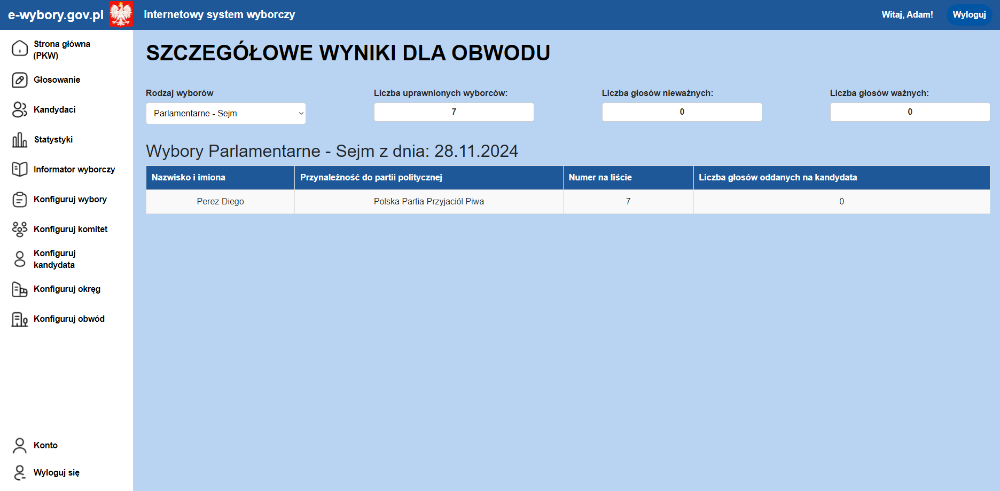 e-wybory.gov.pl
Internetowy system wyborczy
Witaj, Adam!
Wyloguj
Strona główna
(PKW)
Głosowanie
Kandydaci
Statystyki
Informator wyborczy
Konfiguruj wybory
Konfiguruj komitet
Konfiguruj
kandydata
Konfiguruj okręg
Konfiguruj obwód
Konto
Wyloguj się
SZCZEGÓŁOWE WYNIKI DLA OBWODU
Rodzaj wyborów
Parlamentarne - Sejm
Liczba uprawnionych wyborców:
7
Liczba głosów nieważnych:
0
Liczba głosów ważnych:
0
Wybory Parlamentarne - Sejm z dnia: 28.11.2024
Nazwisko i imiona Przynależność do partii politycznej Numer na liście Liczba głosów oddanych na kandydata
Perez Diego Polska Partia Przyjaciół Piwa 7 0